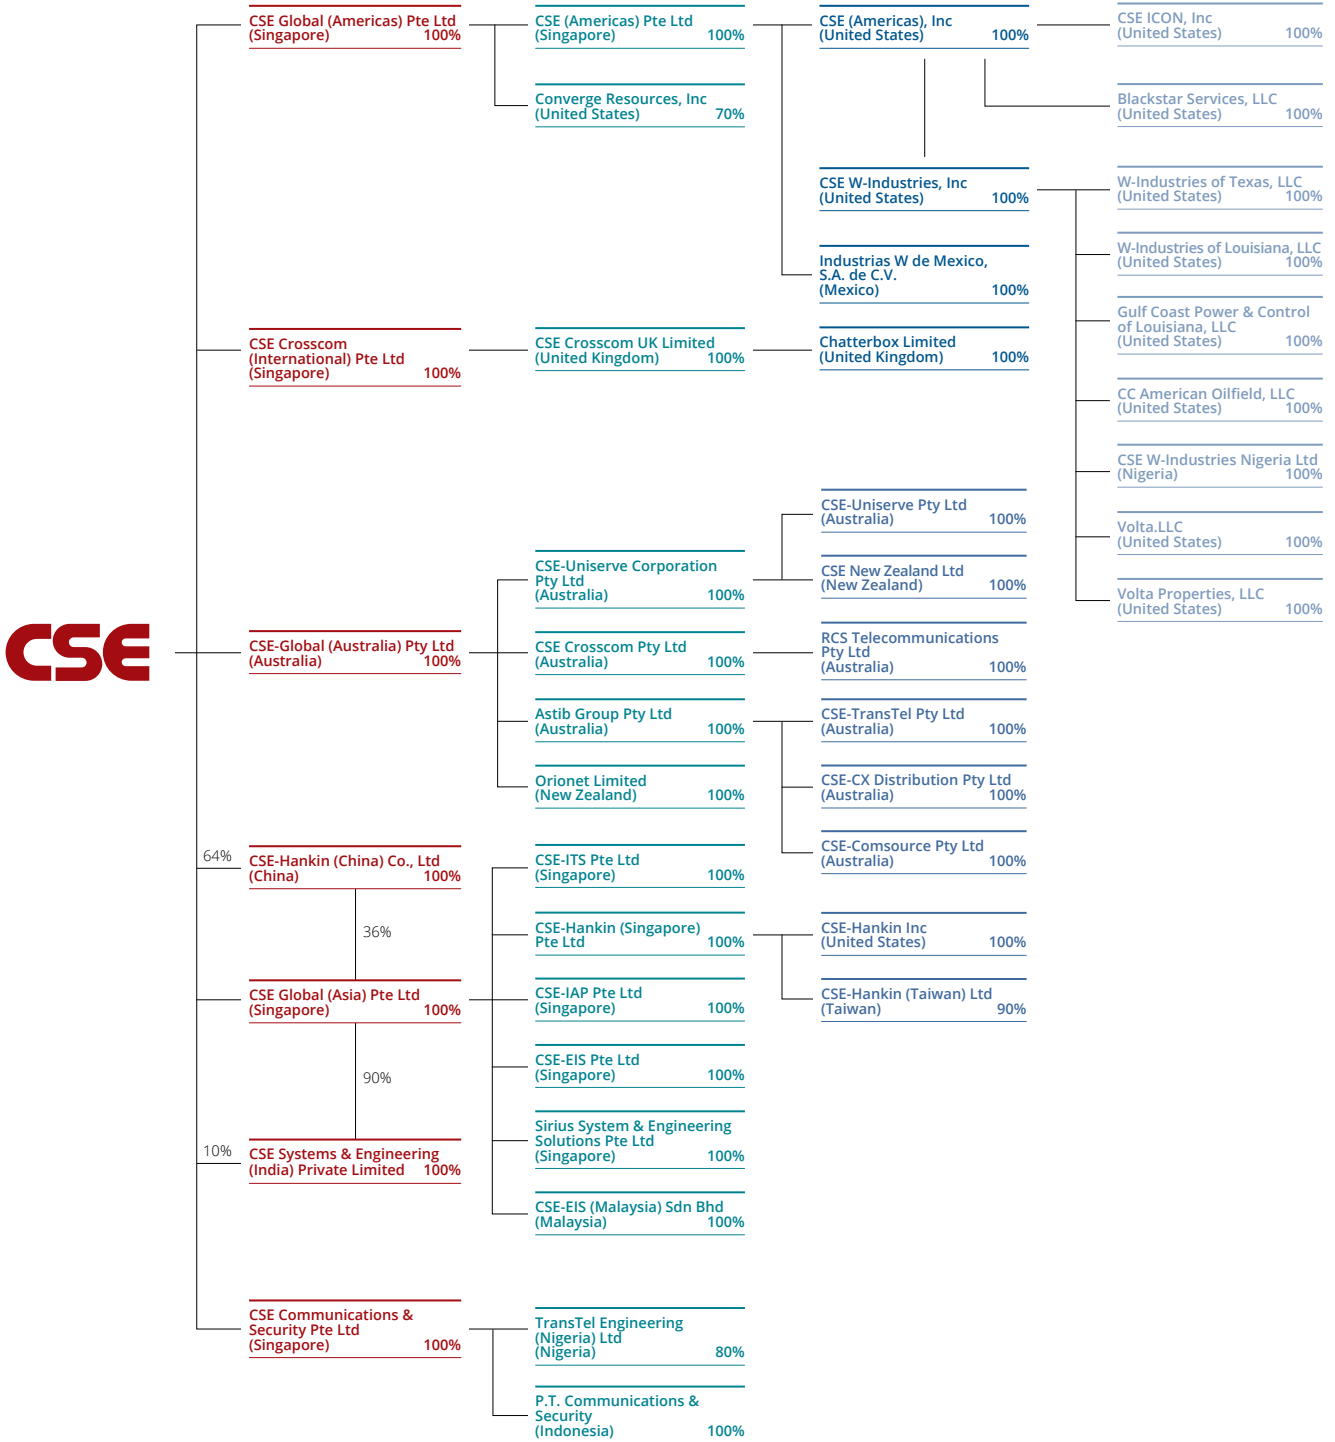 CSE
CSE Global (Americas) Pte Ltd
(Singapore) 100%
CSE (Americas) Pte Ltd
(Singapore) 100%
CSE (Americas), Inc
(United States) 100%
CSE ICON, Inc
(United States) 100%
Converge Resources, Inc
(United States) 70%
Blackstar Services, LLC
(United States) 100%
CSE W-Industries, Inc
(United States) 100%
W-Industries of Texas, LLC
(United States) 100%
W-Industries of Louisiana, LLC
(United States) 100%
Industrias W de Mexico,
S.A. de C.V.
(Mexico) 100%
Gulf Coast Power & Control
of Louisiana, LLC
(United States) 100%
CSE Crosscom
(International) Pte Ltd
(Singapore) 100%
CSE Crosscom UK Limited
(United Kingdom) 100%
Chatterbox Limited
(United Kingdom) 100%
CC American Oilfield, LLC
(United States) 100%
CSE W-Industries Nigeria Ltd
(Nigeria) 100%
Volta.LLC
(United States) 100%
Volta Properties, LLC
(United States) 100%
CSE-Global (Australia) Pty Ltd
(Australia) 100%
CSE-Uniserve Corporation
Pty Ltd
(Australia) 100%
CSE-Uniserve Pty Ltd
(Australia) 100%
CSE New Zealand Ltd
(New Zealand) 100%
CSE Crosscom Pty Ltd
(Australia) 100%
RCS Telecommunications
Pty Ltd
(Australia) 100%
Astib Group Pty Ltd
(Australia) 100%
CSE-TransTel Pty Ltd
(Australia) 100%
CSE-CX Distribution Pty Ltd
(Australia) 100%
CSE-Comsource Pty Ltd
(Australia) 100%
Orionet Limited
(New Zealand) 100%
64%
CSE-Hankin (China) Co., Ltd
(China) 100%
36%
CSE Global (Asia) Pte Ltd
(Singapore) 100%
CSE-ITS Pte Ltd
(Singapore) 100%
CSE-Hankin (Singapore)
Pte Ltd 100%
CSE-Hankin Inc
(United States) 100%
CSE-Hankin (Taiwan) Ltd
(Taiwan) 90%
CSE-IAP Pte Ltd
(Singapore) 100%
CSE-EIS Pte Ltd
(Singapore) 100%
Sirius System & Engineering
Solutions Pte Ltd
(Singapore) 100%
CSE-EIS (Malaysia) Sdn Bhd
(Malaysia) 100%
90%
10%
CSE Systems & Engineering
(India) Private Limited 100%
CSE Communications &
Security Pte Ltd
(Singapore) 100%
TransTel Engineering
(Nigeria) Ltd
(Nigeria) 80%
P.T. Communications &
Security
(Indonesia) 100%